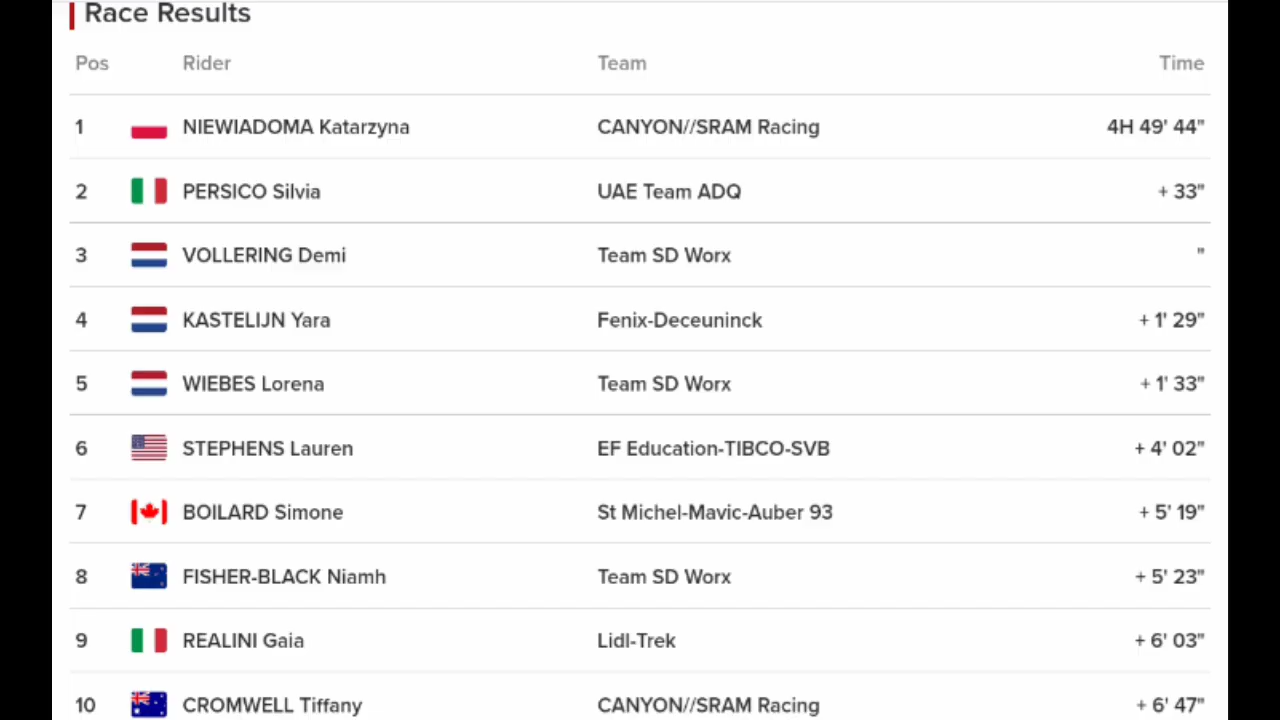 Race Results
Pos Rider Team Time
1 NIEWIADOMA Katarzyna CANYON//SRAM Racing 4H 49' 44"
2 PERSICO Silvia UAE Team ADQ + 33"
3 VOLLERING Demi Team SD Worx "
4 KASTELIJN Yara Fenix-Deceuninck + 1' 29"
5 WIEBES Lorena Team SD Worx + 1' 33"
6 STEPHENS Lauren EF Education-TIBCO-SVB + 4' 02"
7 BOILARD Simone St Michel-Mavic-Auber 93 + 5' 19"
8 FISHER-BLACK Niamh Team SD Worx + 5' 23"
9 REALINI Gaia Lidl-Trek + 6' 03"
10 CROMWELL Tiffany CANYON//SRAM Racing + 6' 47"